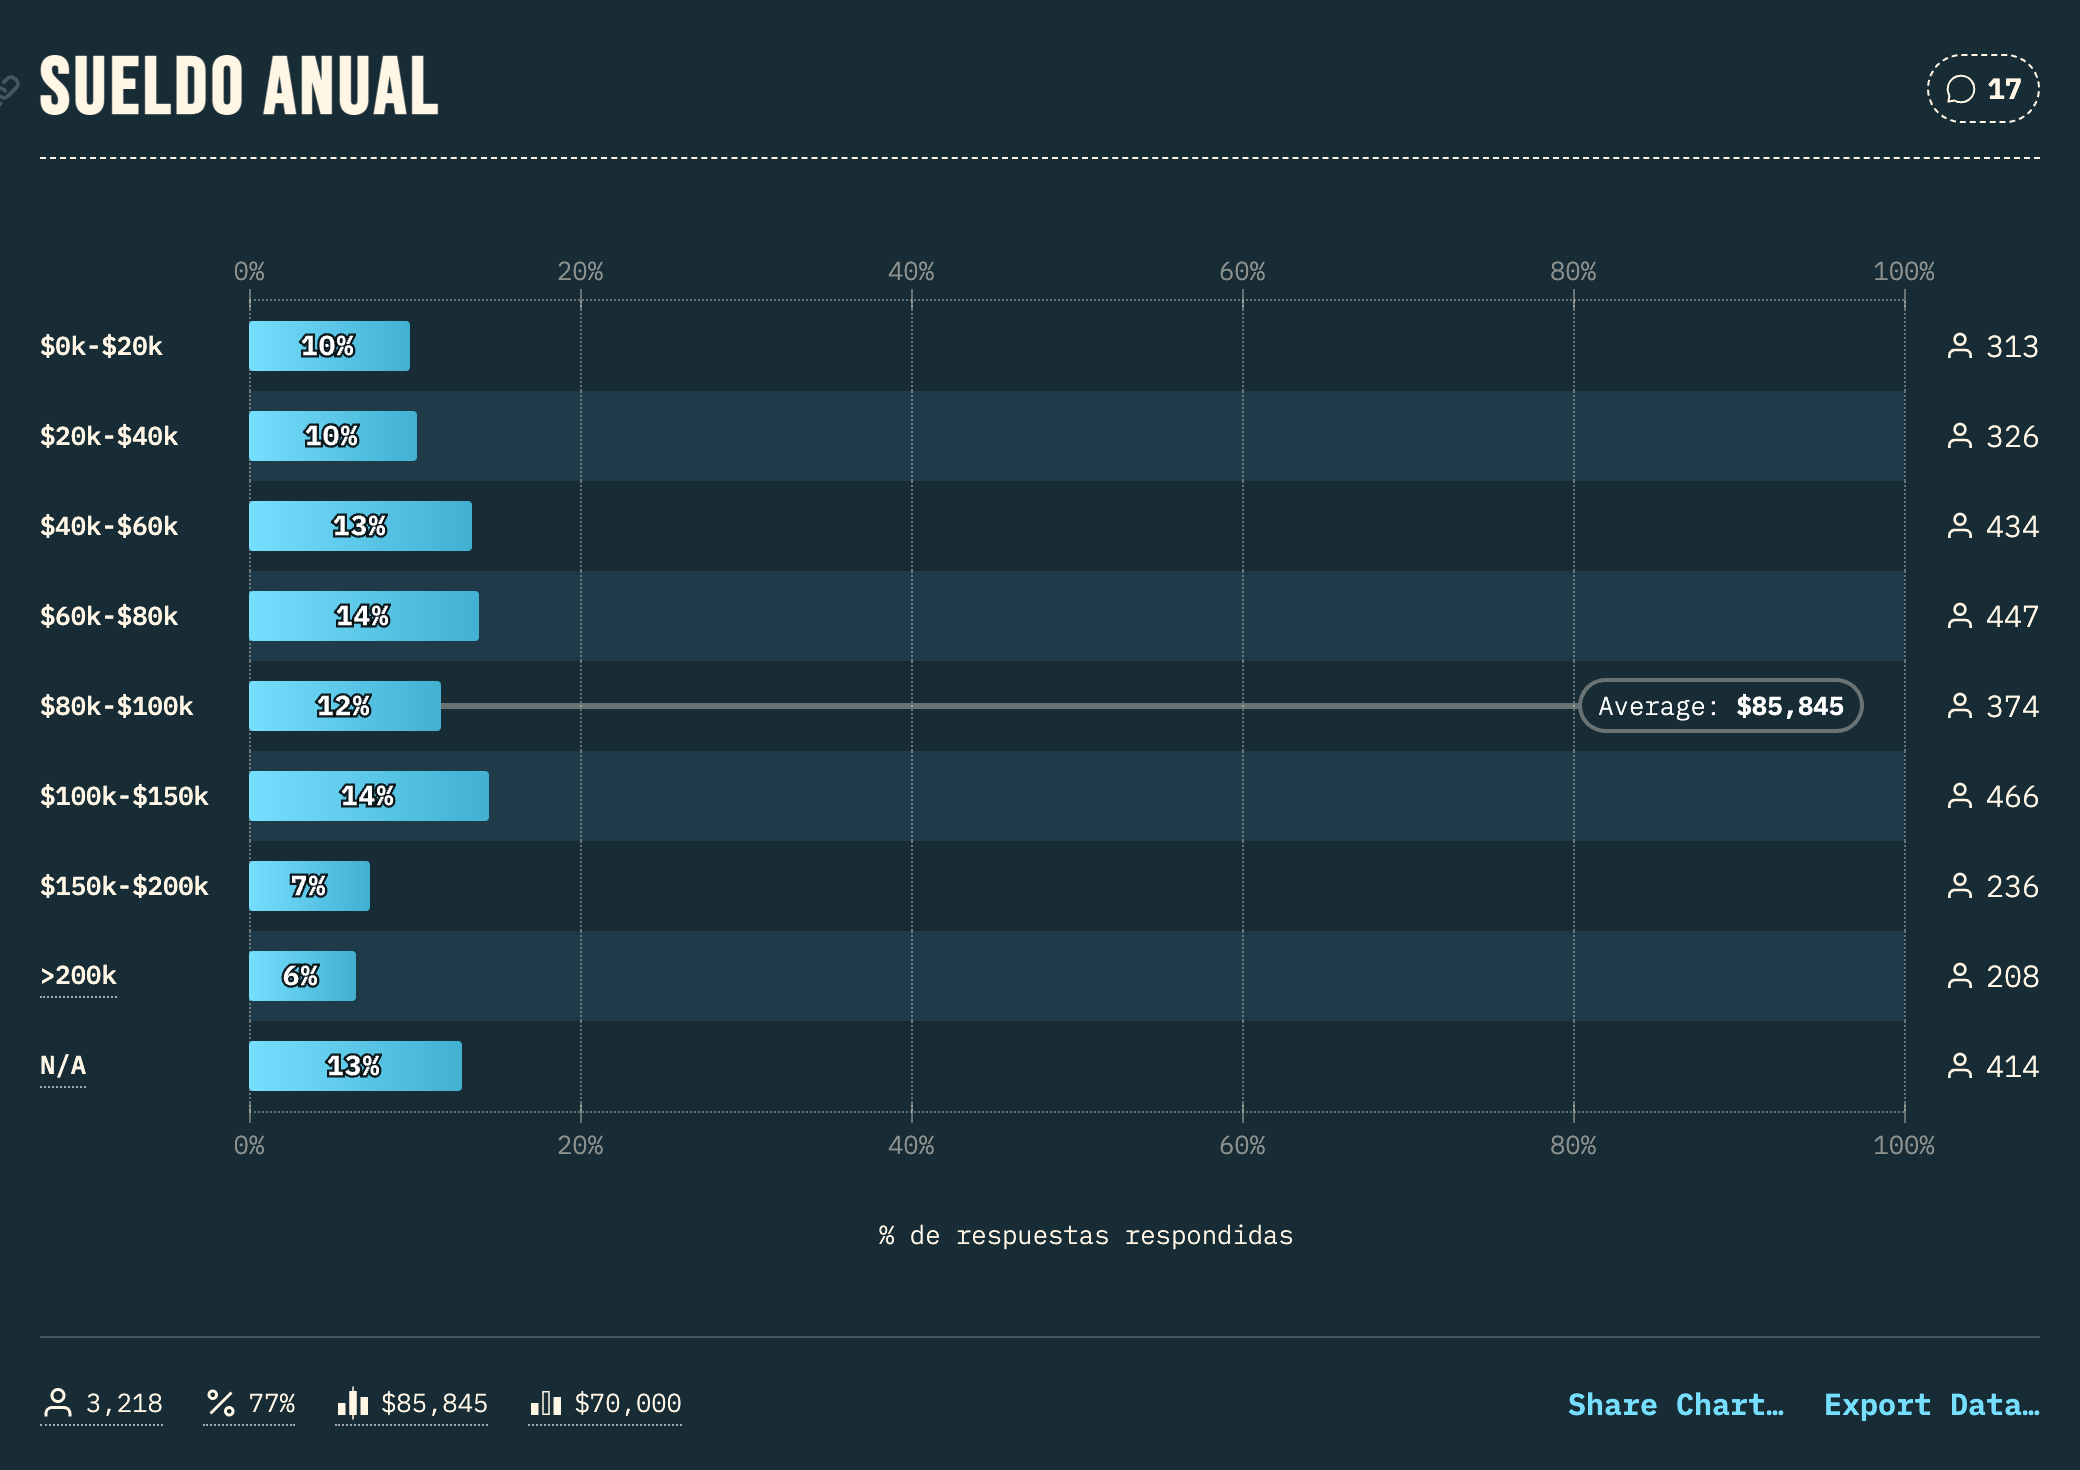 SUELDO ANUAL
17
0% 20% 40% 60% 80% 100%
$0k-$20k 10% 313
$20k-$40k 10% 326
$40k-$60k 13% 434
$60k-$80k 14% 447
$80k-$100k 12% Average: $85,845 374
$100k-$150k 14% 466
$150k-$200k 7% 236
>200k 6% 208
N/A 13% 414
0% 20% 40% 60% 80% 100%
% de respuestas respondidas
3,218 77% $85,845 $70,000 Share Chart… Export Data…